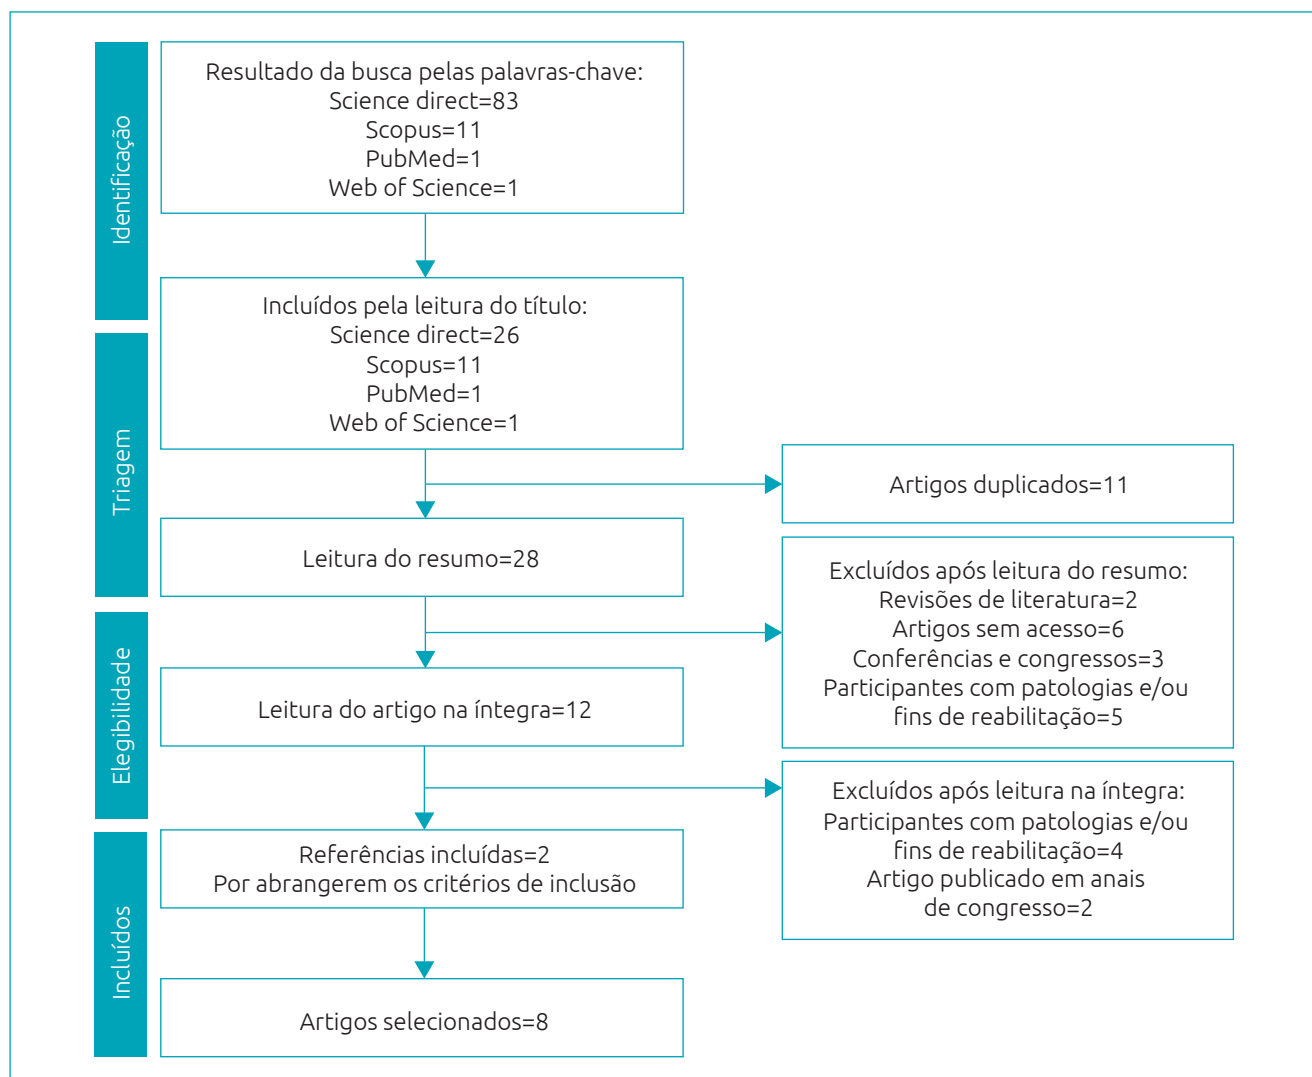 Identificação
Resultado da busca pelas palavras-chave:
Science direct=83
Scopus=11
PubMed=1
Web of Science=1
Incluídos pela leitura do título:
Science direct=26
Scopus=11
PubMed=1
Web of Science=1
Triagem
Artigos duplicados=11
Leitura do resumo=28
Excluídos após leitura do resumo:
Revisões de literatura=2
Artigos sem acesso=6
Conferências e congressos=3
Participantes com patologias e/ou
fins de reabilitação=5
Elegibilidade
Leitura do artigo na íntegra=12
Excluídos após leitura na íntegra:
Participantes com patologias e/ou
fins de reabilitação=4
Artigo publicado em anais
de congresso=2
Incluídos
Referências incluídas=2
Por abrangerem os critérios de inclusão
Artigos selecionados=8